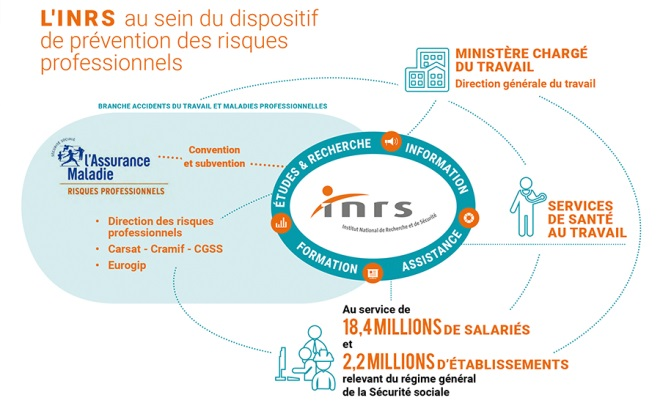 L'INRS au sein du dispositif
de prévention des risques
professionnels
MINISTÈRE CHARGÉ
DU TRAVAIL
Direction générale du travail
BRANCHE ACCIDENTS DU TRAVAIL ET MALADIES PROFESSIONNELLES
SÉCURITÉ SOCIALE
l'Assurance
Maladie
RISQUES PROFESSIONNELS
Convention
et subvention
ÉTUDES & RECHERCHE
INFORMATION
ASSISTANCE
FORMATION
inrs
Institut National de Recherche et de Sécurité
SERVICES
DE SANTÉ
AU TRAVAIL
• Direction des risques
professionnels
• Carsat - Cramif - CGSS
• Eurogip
Au service de
18,4 MILLIONS DE SALARIÉS
et
2,2 MILLIONS D'ÉTABLISSEMENTS
relevant du régime général
de la Sécurité sociale